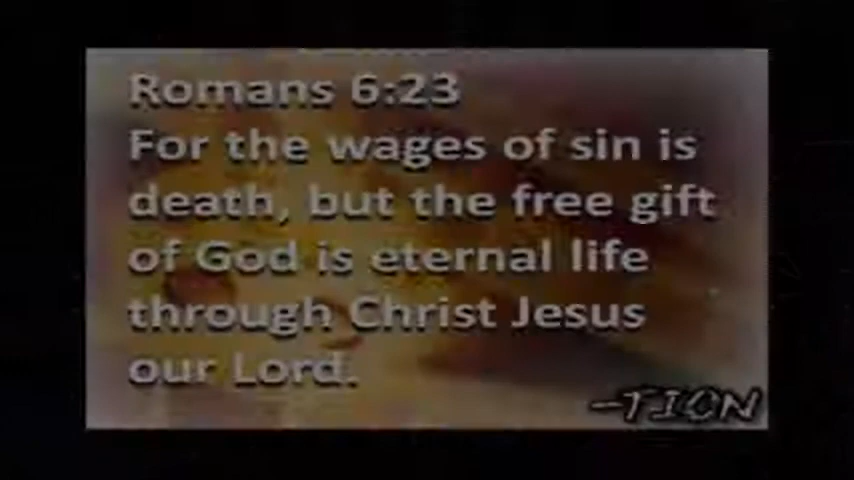 Romans 6:23
For the wages of sin is
death, but the free gift
of God is eternal life
through Christ Jesus
our Lord.
-TION